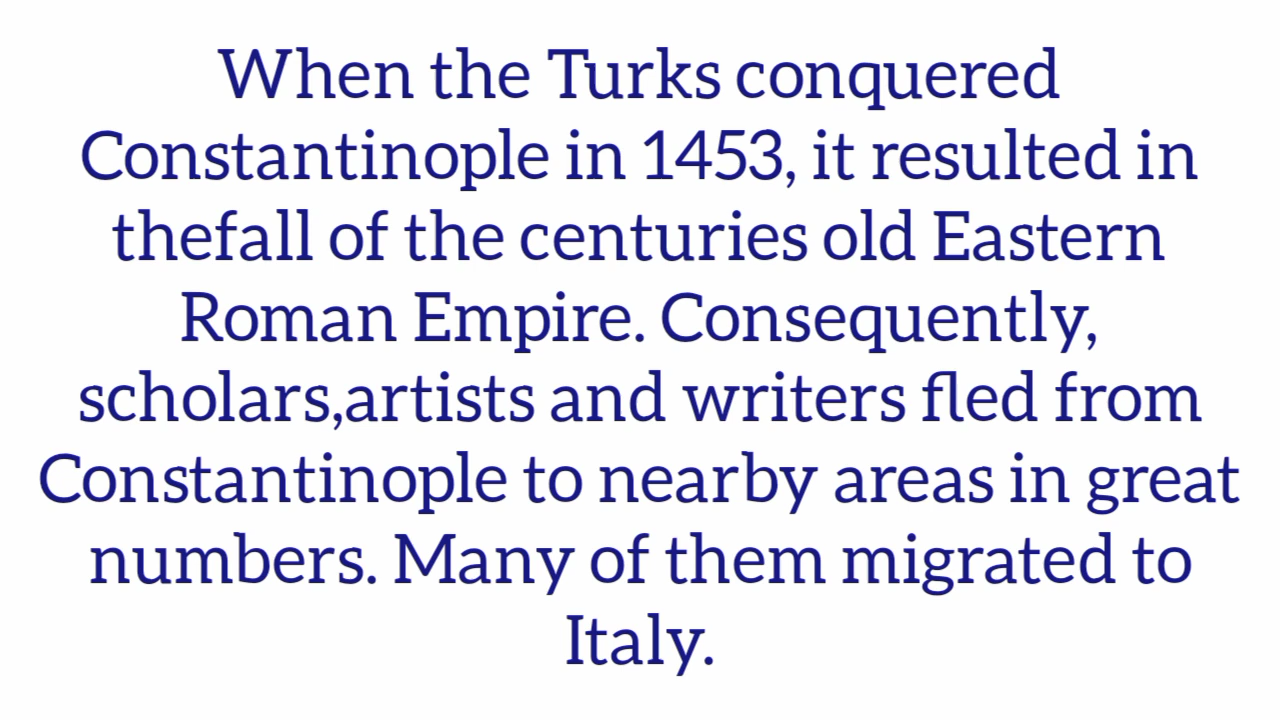 When the Turks conquered
Constantinople in 1453, it resulted in
thefall of the centuries old Eastern
Roman Empire. Consequently,
scholars,artists and writers fled from
Constantinople to nearby areas in great
numbers. Many of them migrated to
Italy.